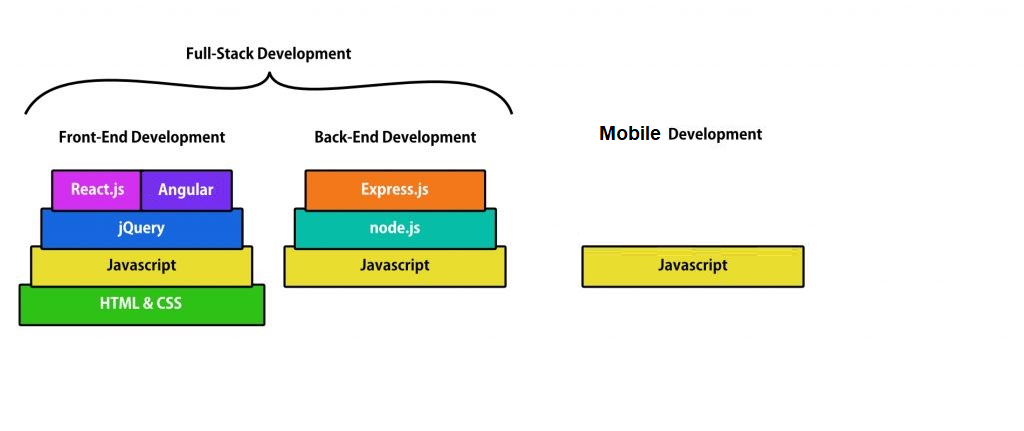 Full-Stack Development
Front-End Development
Back-End Development
Mobile Development
React.js
Angular
Express.js
jQuery
node.js
Javascript
Javascript
Javascript
HTML & CSS